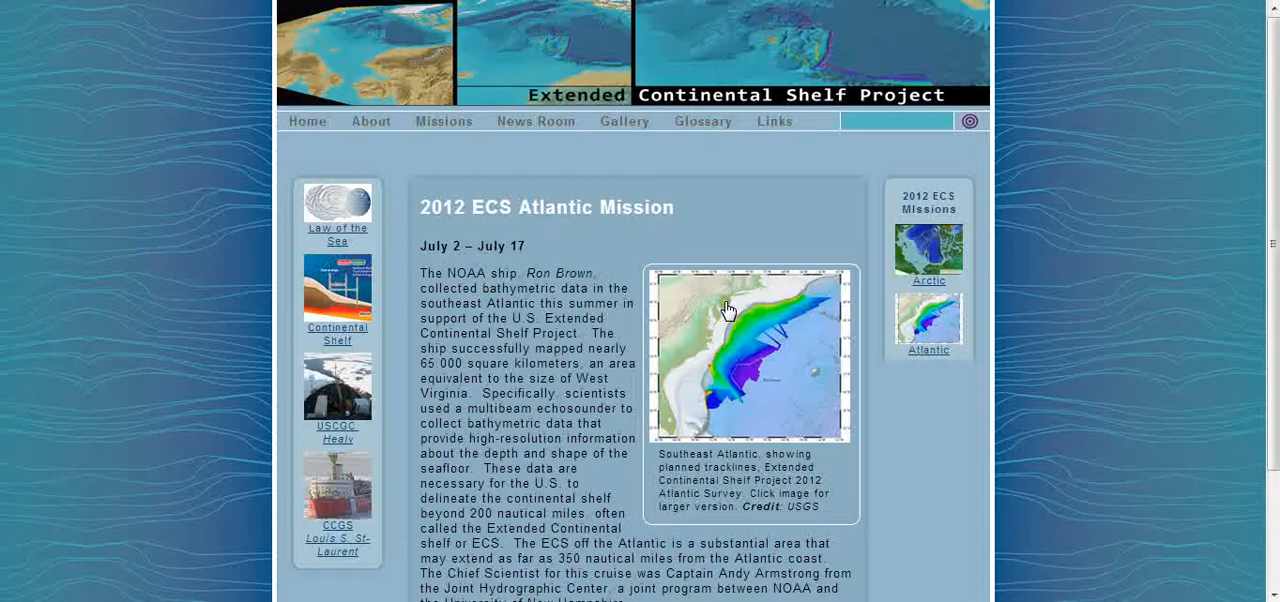 Extended Continental Shelf Project
Home About Missions News Room Gallery Glossary Links
Law of the
Sea
Continental
Shelf
USCGC
Healy
CCGS
Louis S. St-
Laurent
2012 ECS Atlantic Mission
July 2 – July 17
The NOAA ship, Ron Brown,
collected bathymetric data in the
southeast Atlantic this summer in
support of the U.S. Extended
Continental Shelf Project. The
ship successfully mapped nearly
65,000 square kilometers, an area
equivalent to the size of West
Virginia. Specifically, scientists
used a multibeam echosounder to
collect bathymetric data that
provide high-resolution information
about the depth and shape of the
seafloor. These data are
necessary for the U.S. to
delineate the continental shelf
beyond 200 nautical miles, often
called the Extended Continental
shelf or ECS. The ECS off the Atlantic is a substantial area that
may extend as far as 350 nautical miles from the Atlantic coast.
The Chief Scientist for this cruise was Captain Andy Armstrong from
the Joint Hydrographic Center, a joint program between NOAA and
the University of New Hampshire.
Southeast Atlantic, showing
planned tracklines, Extended
Continental Shelf Project 2012
Atlantic Survey. Click image for
larger version. Credit: USGS
2012 ECS
Missions
Arctic
Atlantic